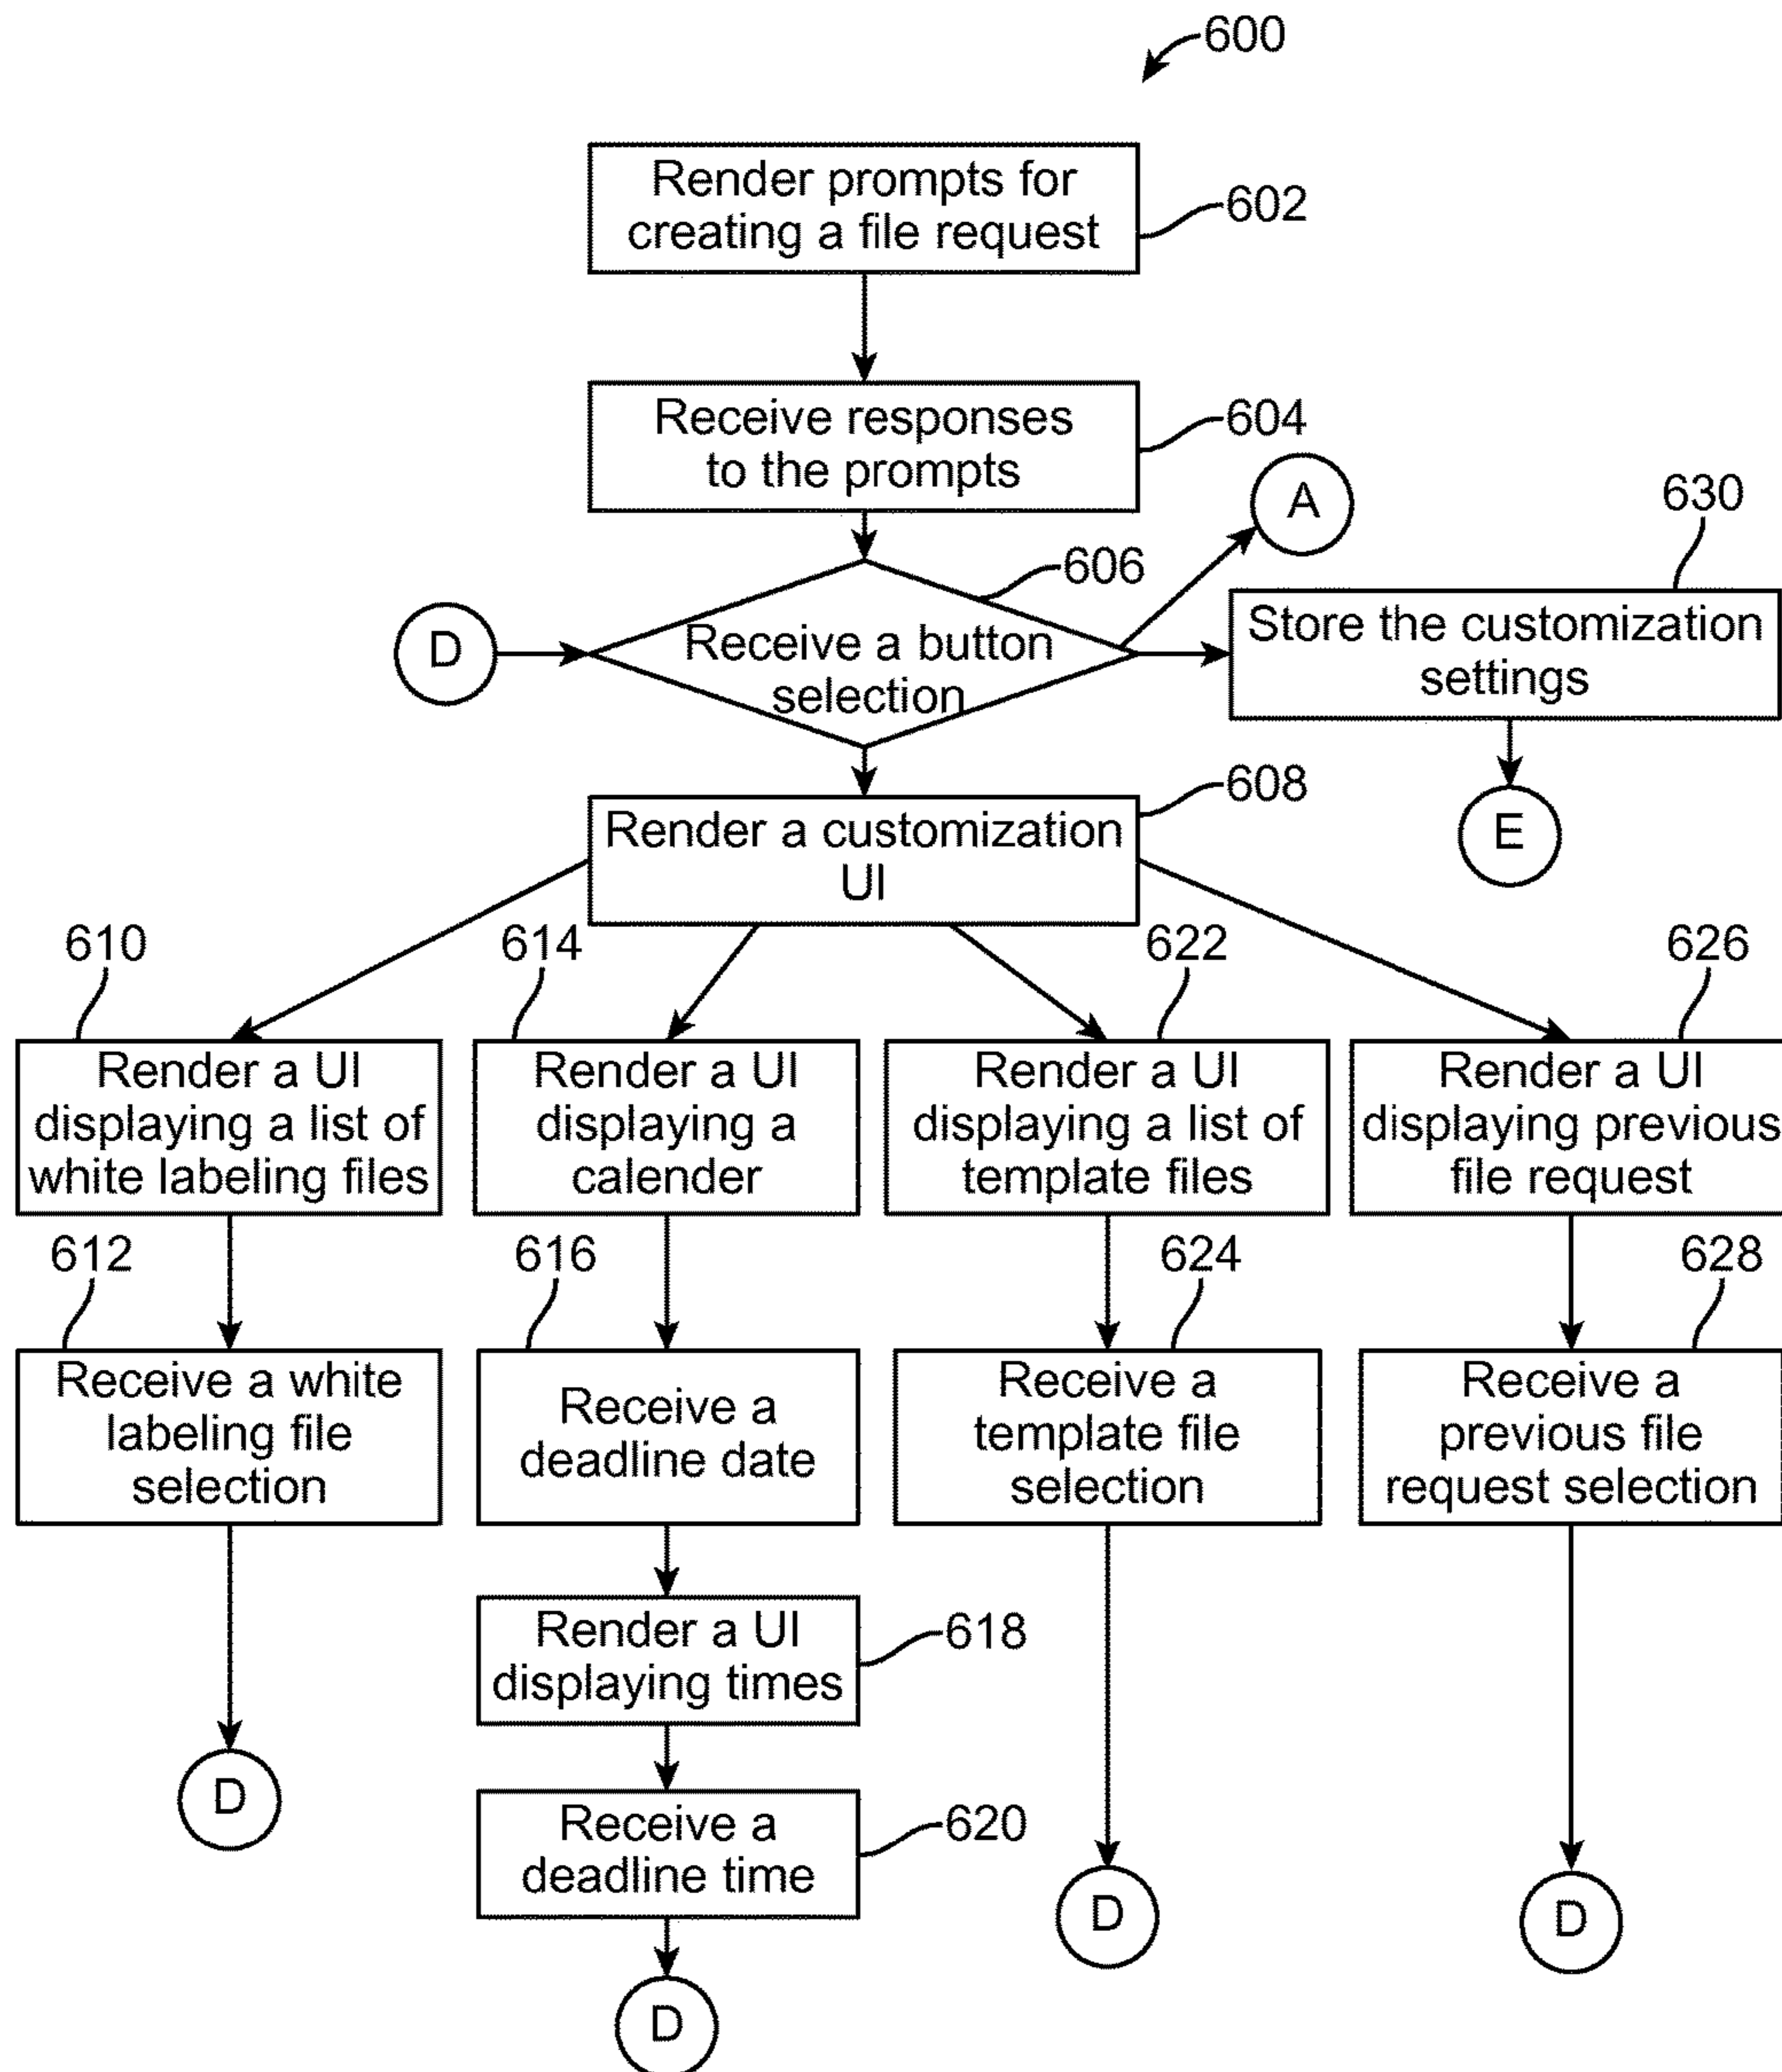 600
Render prompts for
creating a file request
602
Receive responses
to the prompts
604
A
630
606
D
Receive a button
selection
Store the customization
settings
608
Render a customization
UI
E
610
614
622
626
Render a UI
displaying a list of
white labeling files
Render a UI
displaying a
calender
Render a UI
displaying a list of
template files
Render a UI
displaying previous
file request
612
616
624
628
Receive a white
labeling file
selection
Receive a
deadline date
Receive a
template file
selection
Receive a
previous file
request selection
Render a UI
displaying times
618
D
Receive a
deadline time
620
D
D
D